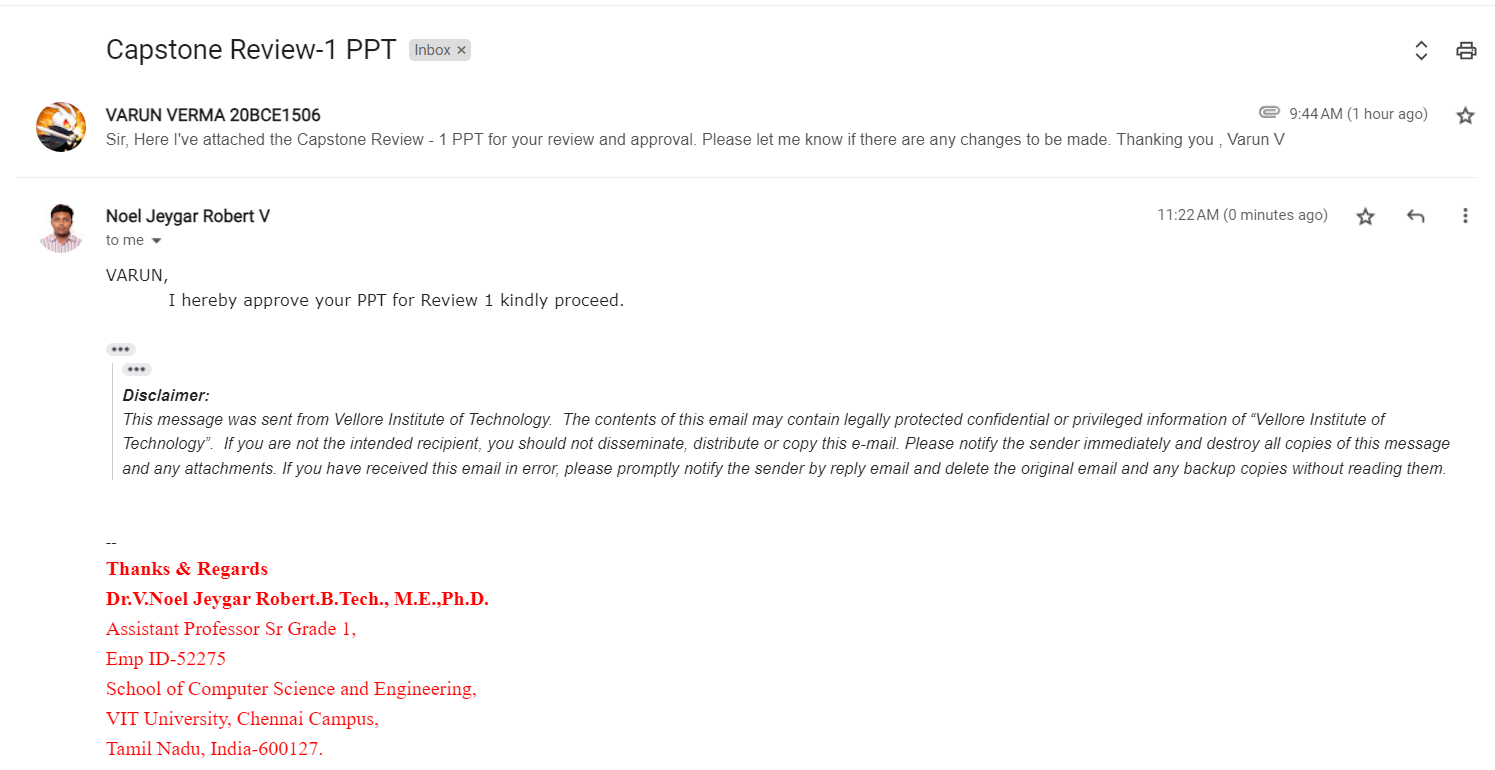 Capstone Review-1 PPT Inbox ×
VARUN VERMA 20BCE1506 9:44 AM (1 hour ago)
Sir, Here I've attached the Capstone Review - 1 PPT for your review and approval. Please let me know if there are any changes to be made. Thanking you , Varun V
Noel Jeygar Robert V 11:22 AM (0 minutes ago)
to me
VARUN,
I hereby approve your PPT for Review 1 kindly proceed.
•••
•••
Disclaimer:
This message was sent from Vellore Institute of Technology.  The contents of this email may contain legally protected confidential or privileged information of “Vellore Institute of
Technology”.  If you are not the intended recipient, you should not disseminate, distribute or copy this e-mail. Please notify the sender immediately and destroy all copies of this message
and any attachments. If you have received this email in error, please promptly notify the sender by reply email and delete the original email and any backup copies without reading them.
--
Thanks & Regards
Dr.V.Noel Jeygar Robert.B.Tech., M.E.,Ph.D.
Assistant Professor Sr Grade 1,
Emp ID-52275
School of Computer Science and Engineering,
VIT University, Chennai Campus,
Tamil Nadu, India-600127.